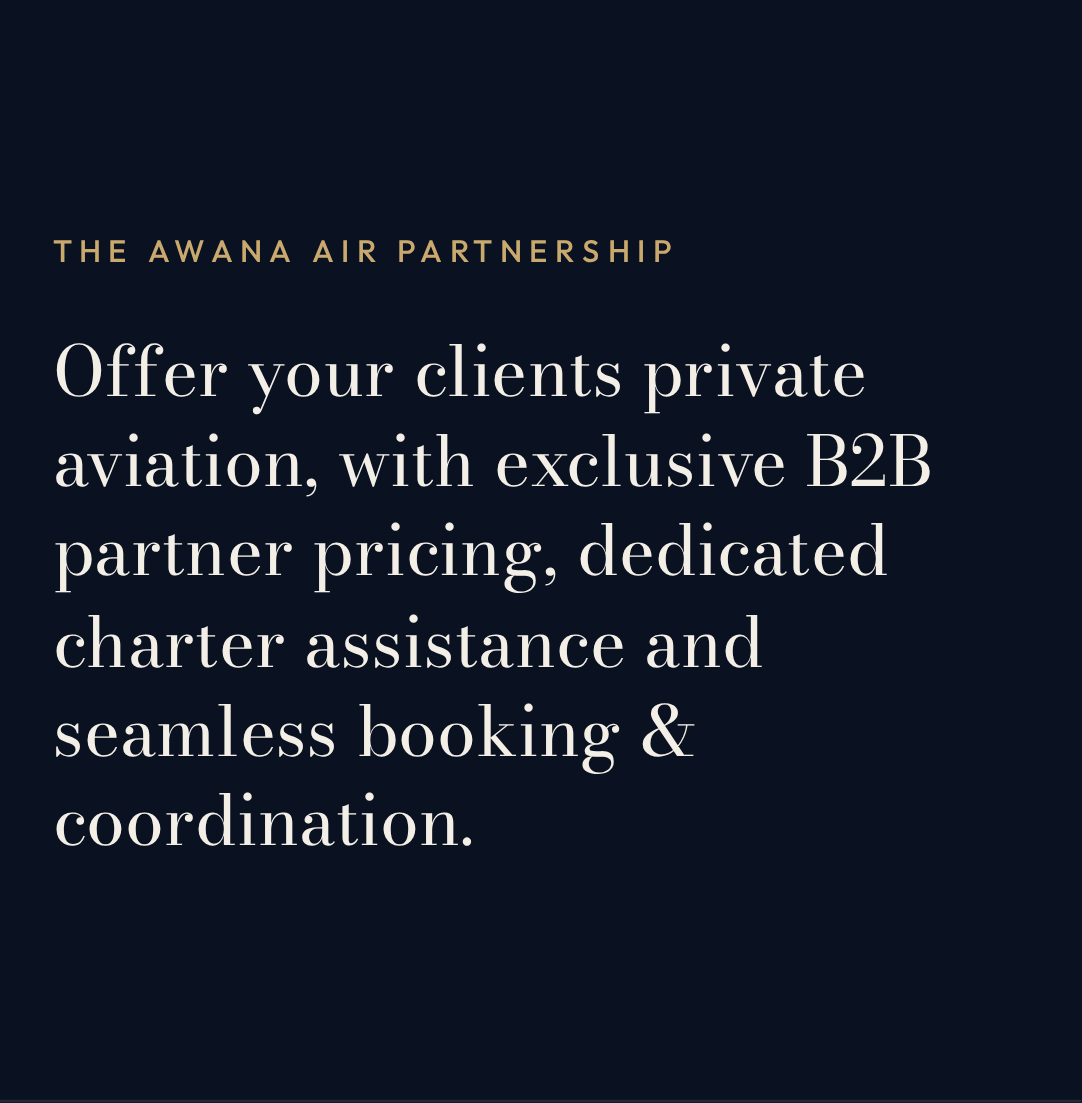 THE AWANA AIR PARTNERSHIP
Offer your clients private
aviation, with exclusive B2B
partner pricing, dedicated
charter assistance and
seamless booking &
coordination.